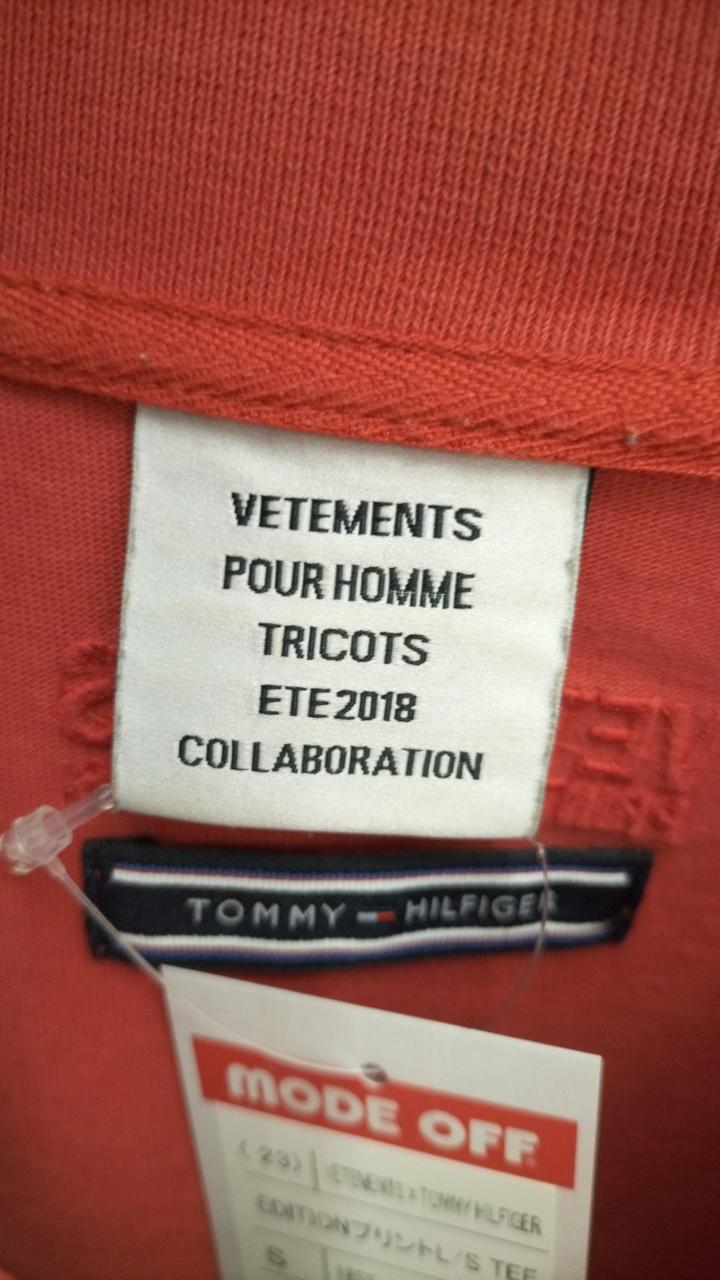 VETEMENTS
POUR HOMME
TRICOTS
ETE2018
COLLABORATION
TOMMY HILFIGER
MODE OFF
(23) VETEMENTS x TOMMY HILFIGER
EDITIONプリントL/S TEE
S